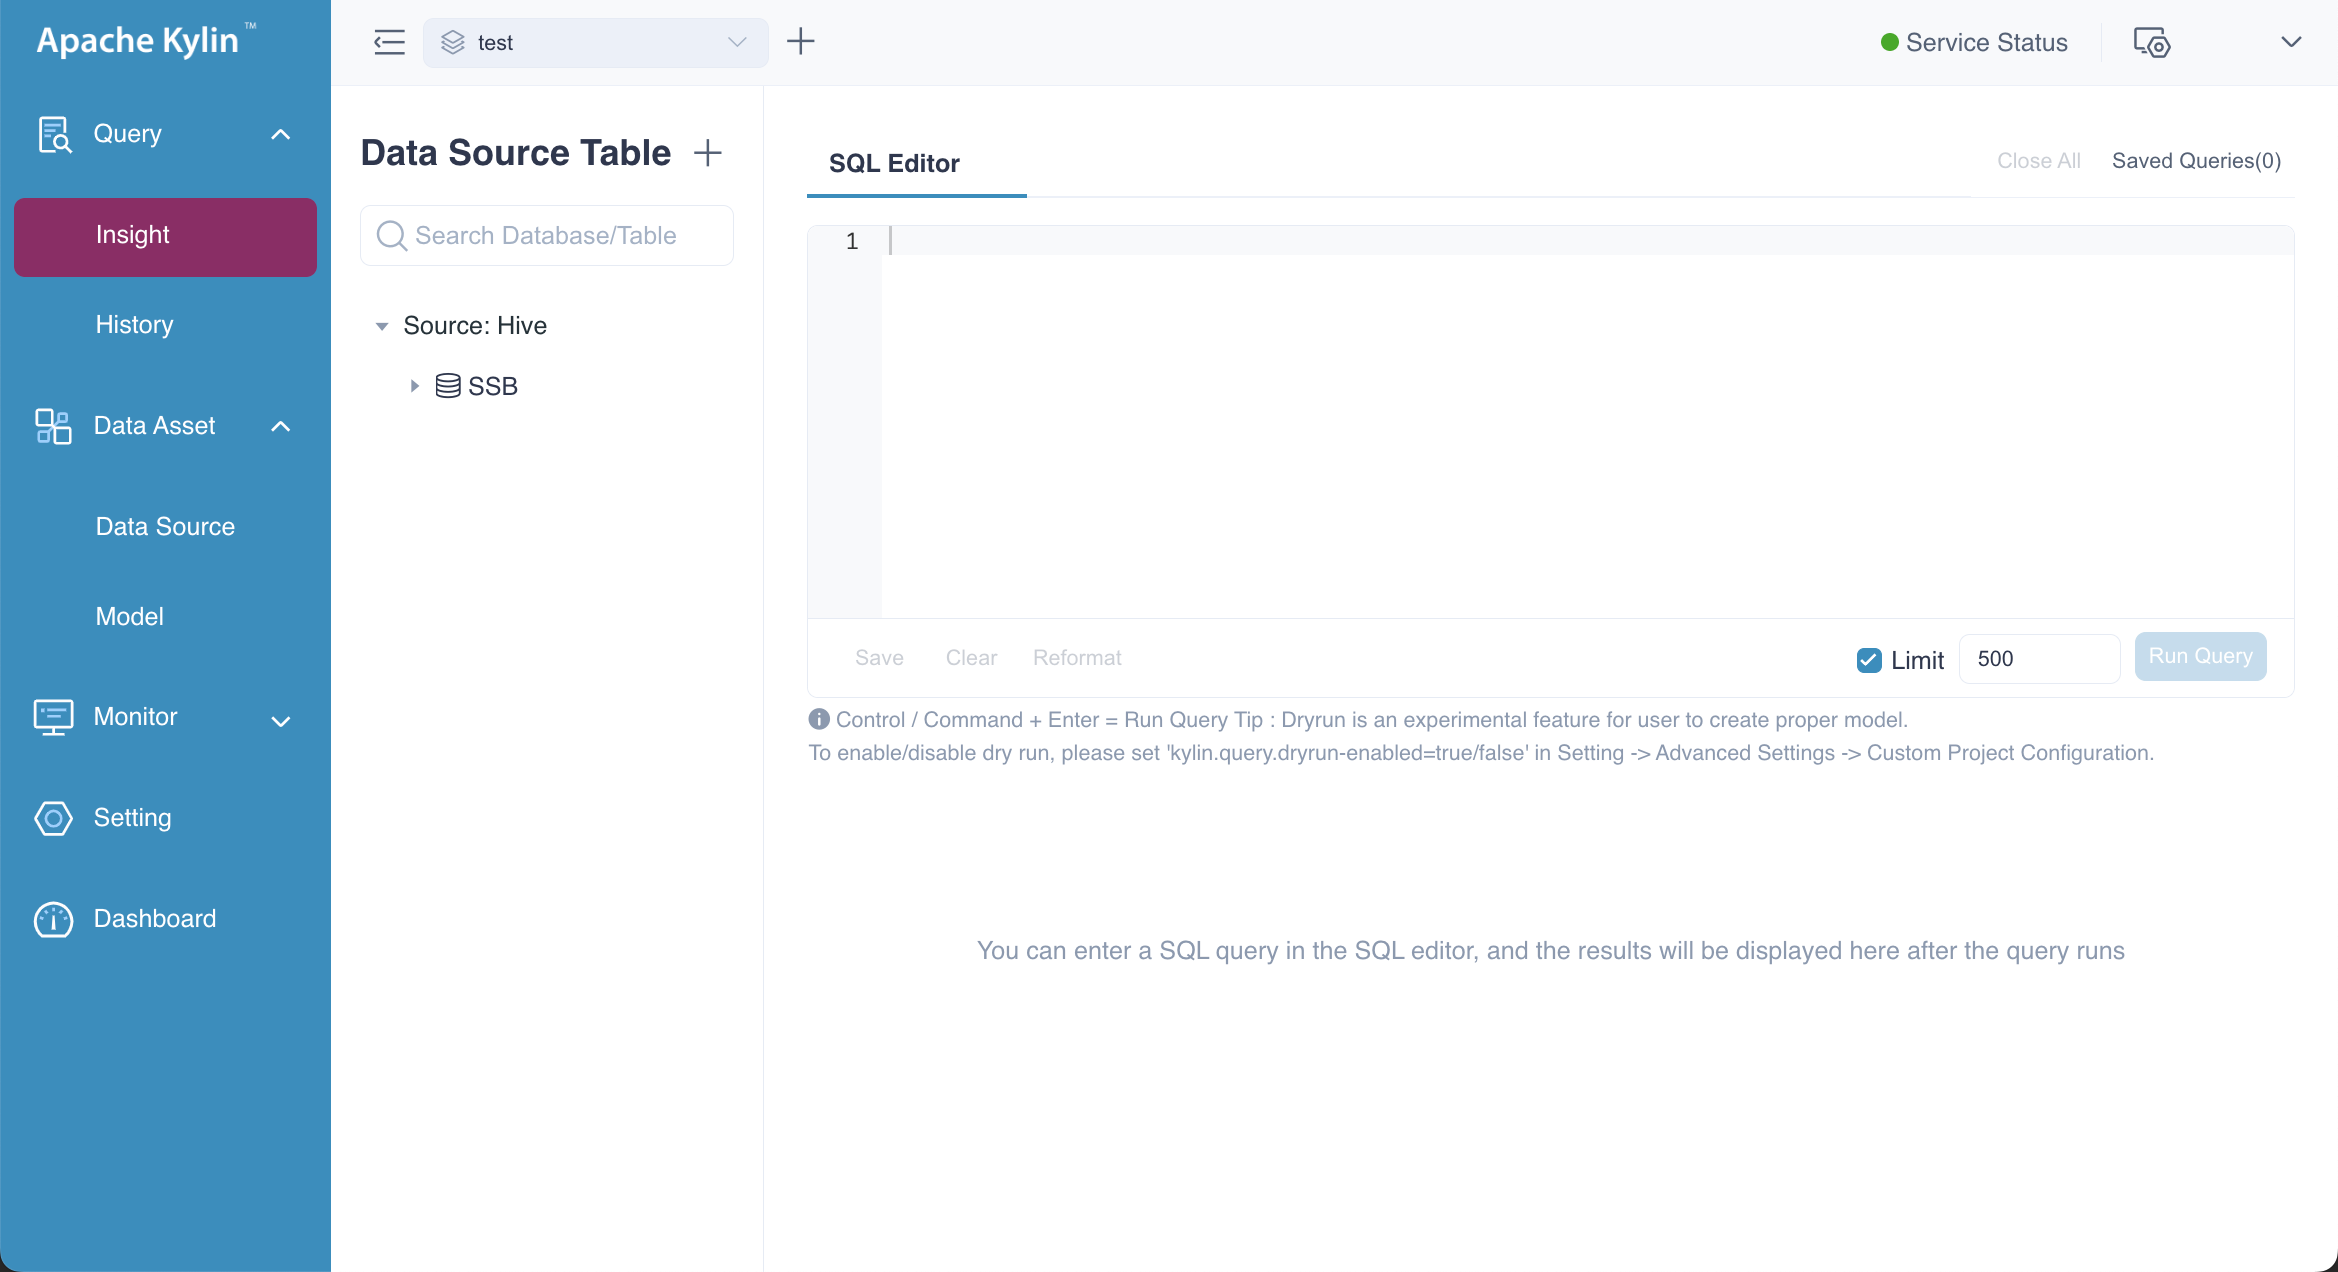 Apache Kylin ™
test
Service Status
Query
Insight
History
Data Asset
Data Source
Model
Monitor
Setting
Dashboard
Data Source Table
Search Database/Table
Source: Hive
SSB
SQL Editor
Close All
Saved Queries(0)
1
Save
Clear
Reformat
Limit
500
Run Query
Control / Command + Enter = Run Query Tip : Dryrun is an experimental feature for user to create proper model.
To enable/disable dry run, please set 'kylin.query.dryrun-enabled=true/false' in Setting -> Advanced Settings -> Custom Project Configuration.
You can enter a SQL query in the SQL editor, and the results will be displayed here after the query runs